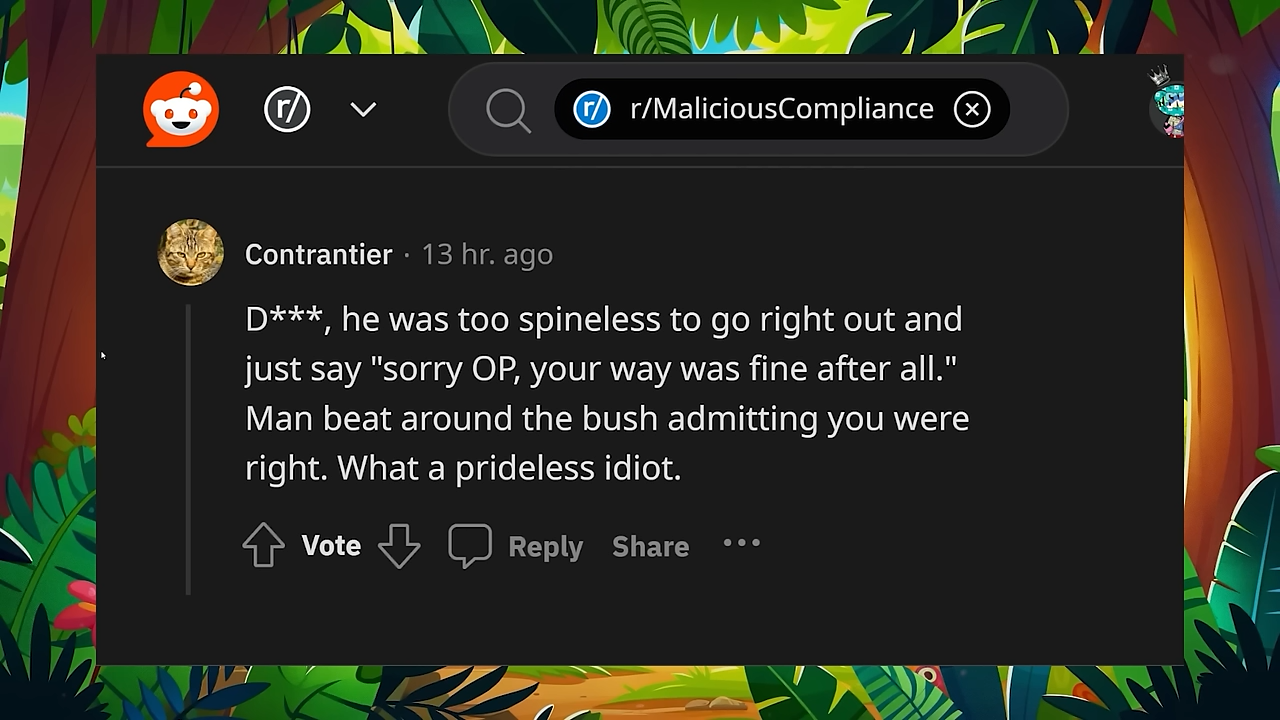 r/ r/ r/MaliciousCompliance
Contrantier · 13 hr. ago
D***, he was too spineless to go right out and
just say "sorry OP, your way was fine after all."
Man beat around the bush admitting you were
right. What a prideless idiot.
Vote Reply Share